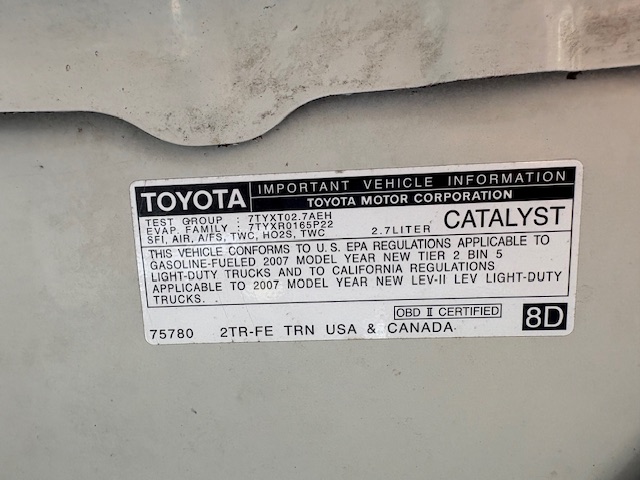 TOYOTA IMPORTANT VEHICLE INFORMATION
TOYOTA MOTOR CORPORATION
TEST GROUP : 7TYXT02.7AEH
EVAP. FAMILY : 7TYXR0165P22 2.7LITER CATALYST
SFI, AIR, A/FS, TWC, HO2S, TWC
THIS VEHICLE CONFORMS TO U.S. EPA REGULATIONS APPLICABLE TO
GASOLINE-FUELED 2007 MODEL YEAR NEW TIER 2 BIN 5
LIGHT-DUTY TRUCKS AND TO CALIFORNIA REGULATIONS
APPLICABLE TO 2007 MODEL YEAR NEW LEV-II LEV LIGHT-DUTY
TRUCKS.
OBD II CERTIFIED
75780 2TR-FE TRN USA & CANADA 8D